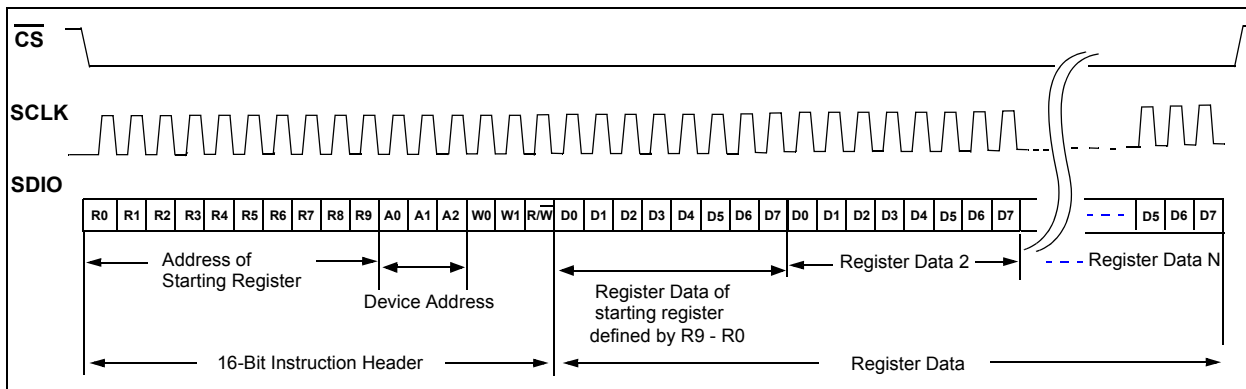 CS
SCLK
SDIO
R0 R1 R2 R3 R4 R5 R6 R7 R8 R9 A0 A1 A2 W0 W1 R/W D0 D1 D2 D3 D4 D5 D6 D7 D0 D1 D2 D3 D4 D5 D6 D7 D5 D6 D7
Address of
Starting Register
Device Address
Register Data of
starting register
defined by R9 - R0
Register Data 2
Register Data N
16-Bit Instruction Header
Register Data